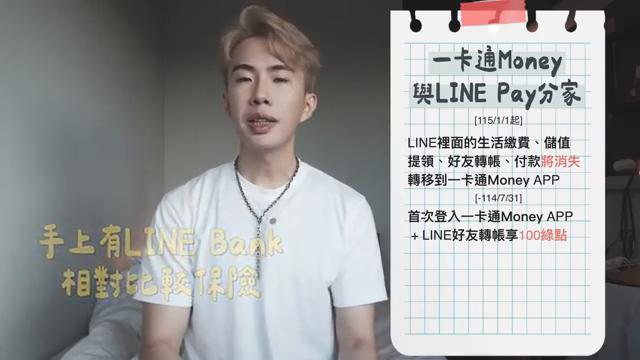 一卡通Money
與LINE Pay分家
[115/1/1起]
LINE裡面的生活繳費、儲值
提領、好友轉帳、付款將消失
轉移到一卡通Money APP
[-114/7/31]
首次登入一卡通Money APP
+ LINE好友轉帳享100綠點
手上有LINE Bank
相對比較保險